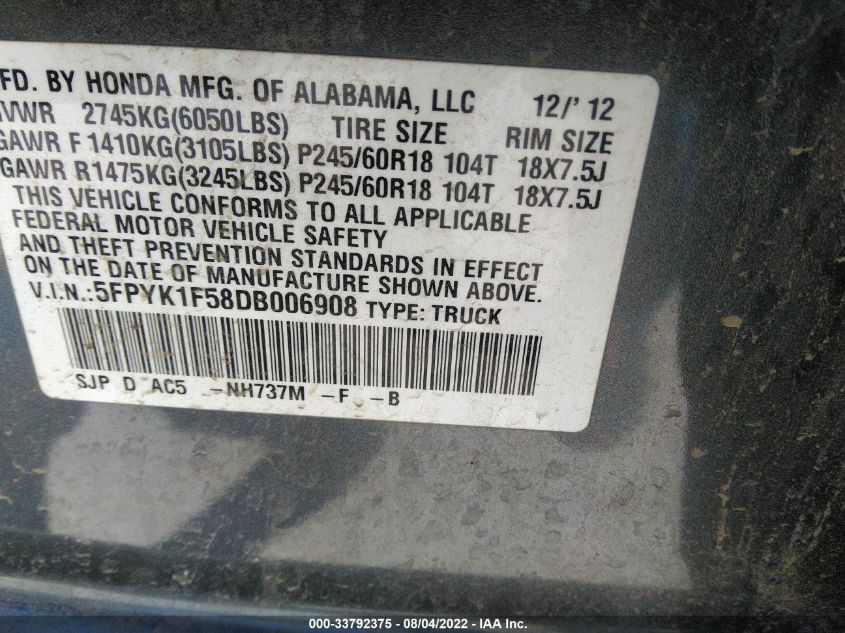 MFD. BY HONDA MFG. OF ALABAMA, LLC 12/' 12
GVWR 2745KG(6050LBS) TIRE SIZE RIM SIZE
GAWR F 1410KG(3105LBS) P245/60R18 104T 18X7.5J
GAWR R1475KG(3245LBS) P245/60R18 104T 18X7.5J
THIS VEHICLE CONFORMS TO ALL APPLICABLE
FEDERAL MOTOR VEHICLE SAFETY
AND THEFT PREVENTION STANDARDS IN EFFECT
ON THE DATE OF MANUFACTURE SHOWN ABOVE.
V.I.N.:5FPYK1F58DB006908 TYPE: TRUCK
SJP D AC5 -NH737M -F -B
000-33792375 - 08/04/2022 - IAA Inc.